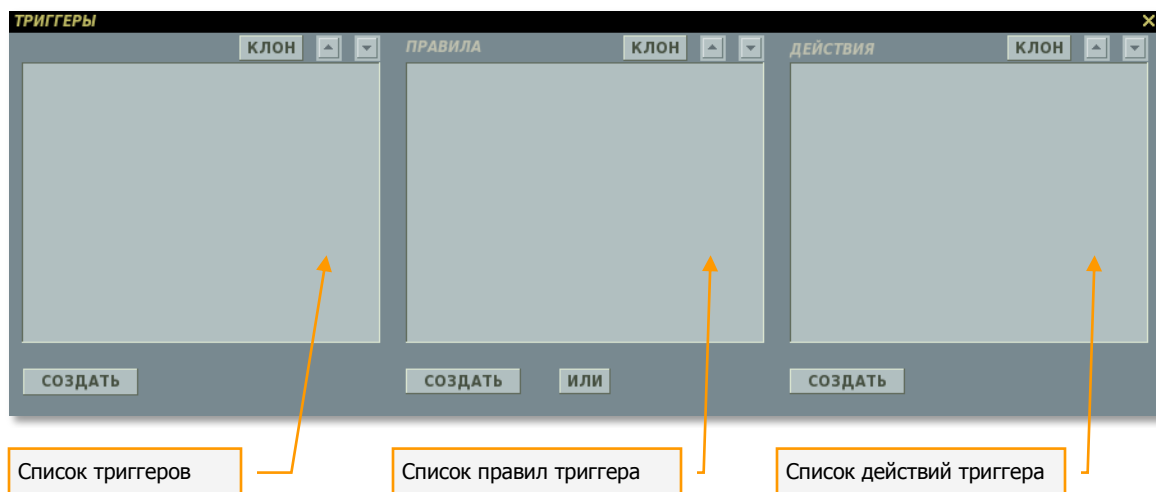 ТРИГГЕРЫ
КЛОН ПРАВИЛА КЛОН ДЕЙСТВИЯ КЛОН
СОЗДАТЬ СОЗДАТЬ ИЛИ СОЗДАТЬ
Список триггеров Список правил триггера Список действий триггера